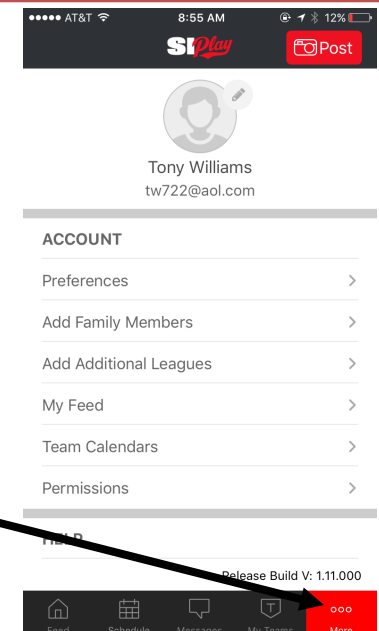 AT&T 8:55 AM 12%
SIPlay Post
Tony Williams
tw722@aol.com
ACCOUNT
Preferences
Add Family Members
Add Additional Leagues
My Feed
Team Calendars
Permissions
HELP
Release Build V: 1.11.000
Feed Schedule Messages My Teams More